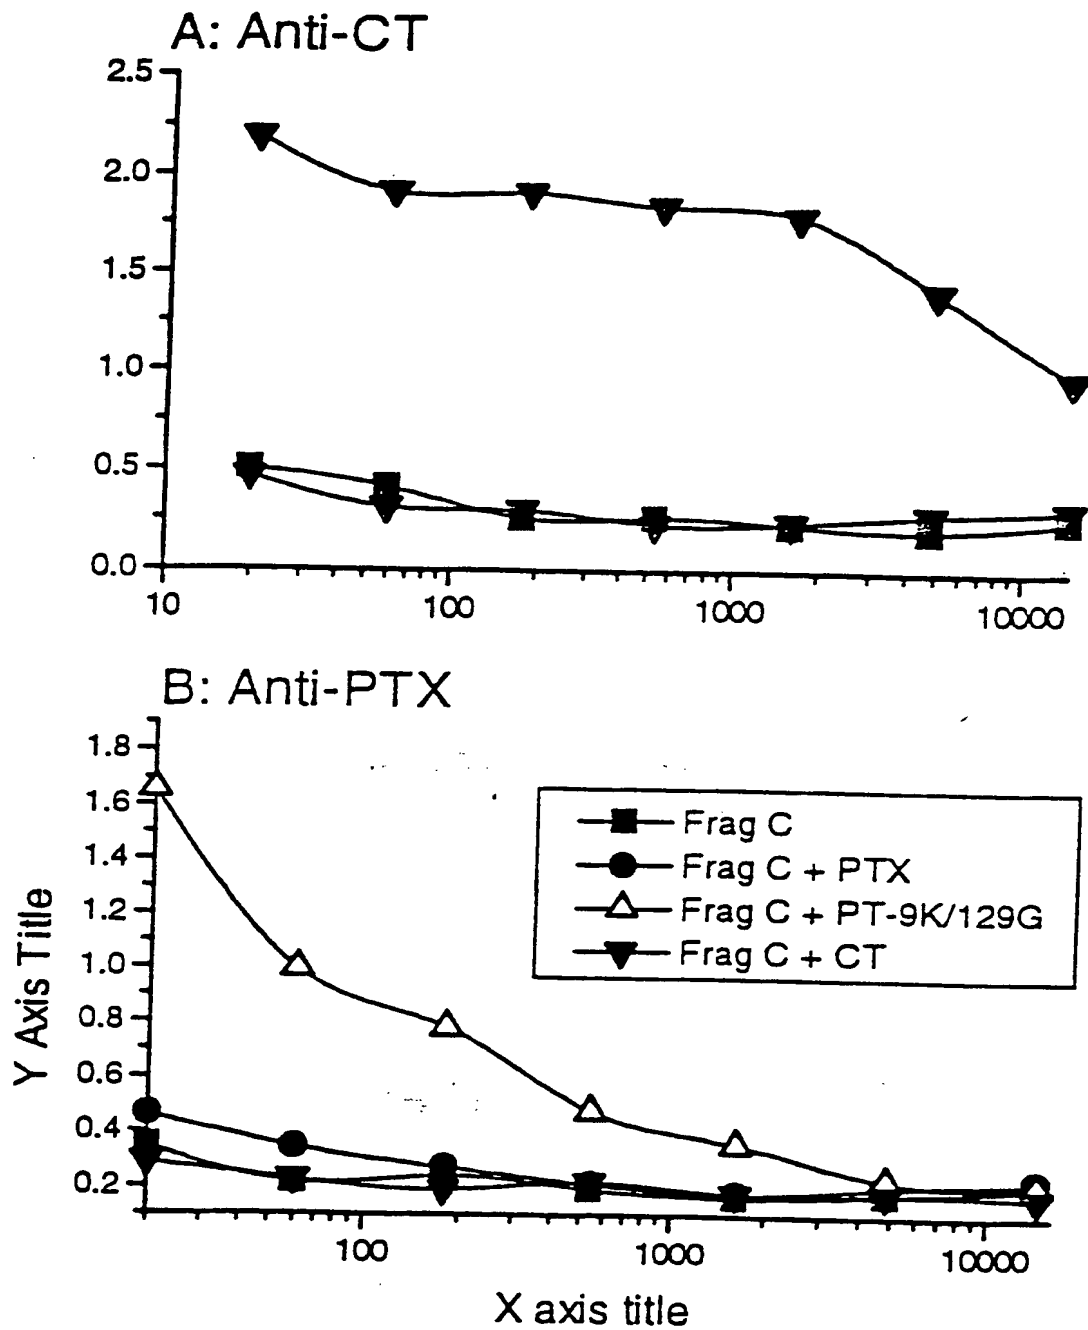 A: Anti-CT
2.5
2.0
1.5
1.0
0.5
0.0
10 100 1000 10000
B: Anti-PTX
1.8
1.6
1.4
1.2
1.0
0.8
0.6
0.4
0.2
Y Axis Title
Frag C
Frag C + PTX
Frag C + PT-9K/129G
Frag C + CT
100 1000 10000
X axis title